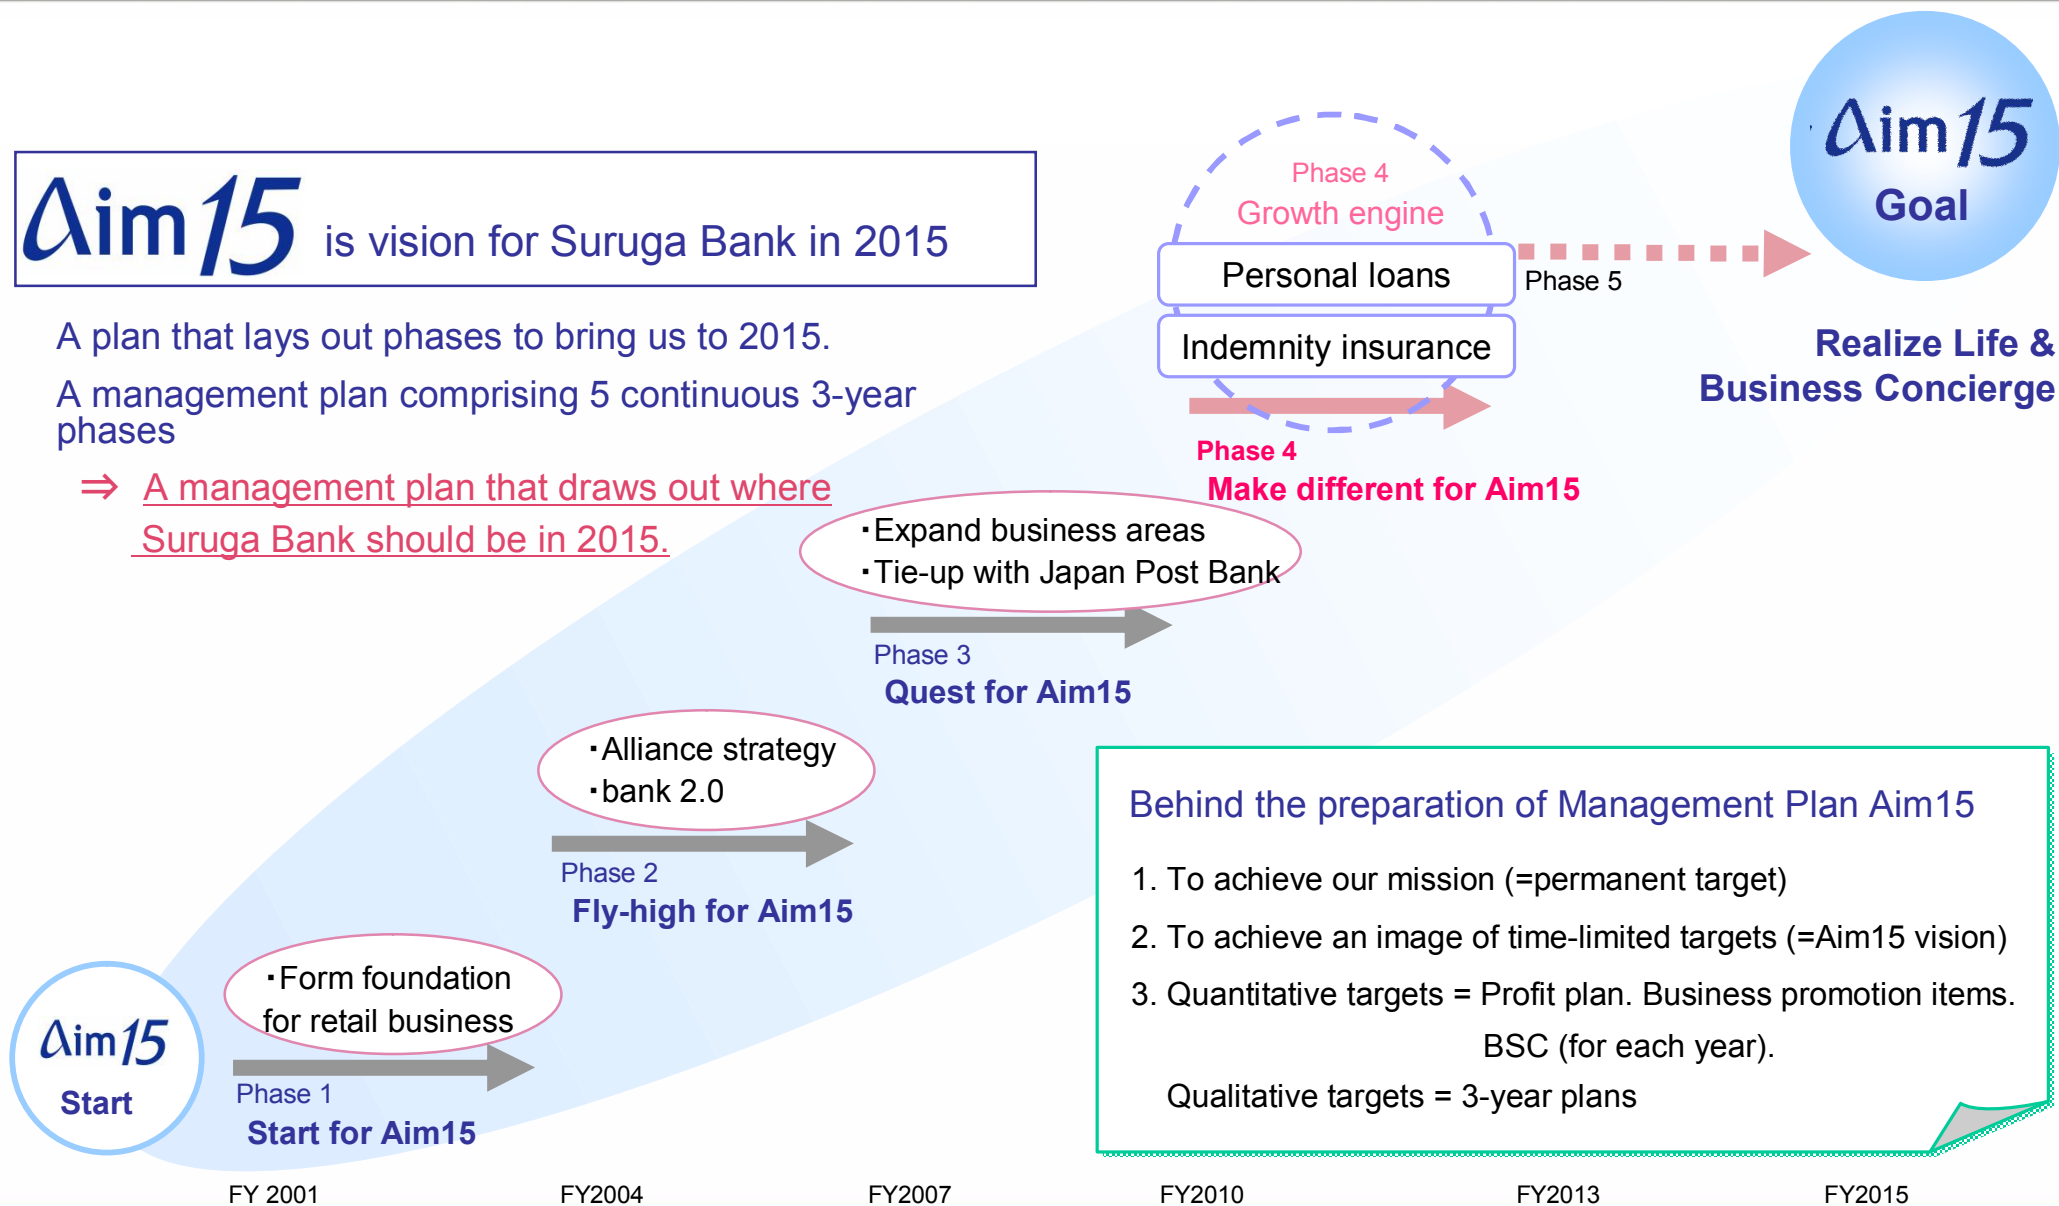 Aim15 is vision for Suruga Bank in 2015
A plan that lays out phases to bring us to 2015.
A management plan comprising 5 continuous 3-year
phases
⇒ A management plan that draws out where
Suruga Bank should be in 2015.
Aim15
Goal
Realize Life &
Business Concierge
Phase 4
Growth engine
Personal loans
Indemnity insurance
Phase 5
Phase 4
Make different for Aim15
・Expand business areas
・Tie-up with Japan Post Bank
Phase 3
Quest for Aim15
・Alliance strategy
・bank 2.0
Phase 2
Fly-high for Aim15
・Form foundation
for retail business
Phase 1
Start for Aim15
Aim15
Start
Behind the preparation of Management Plan Aim15
1. To achieve our mission (=permanent target)
2. To achieve an image of time-limited targets (=Aim15 vision)
3. Quantitative targets = Profit plan. Business promotion items.
BSC (for each year).
Qualitative targets = 3-year plans
FY 2001 FY2004 FY2007 FY2010 FY2013 FY2015